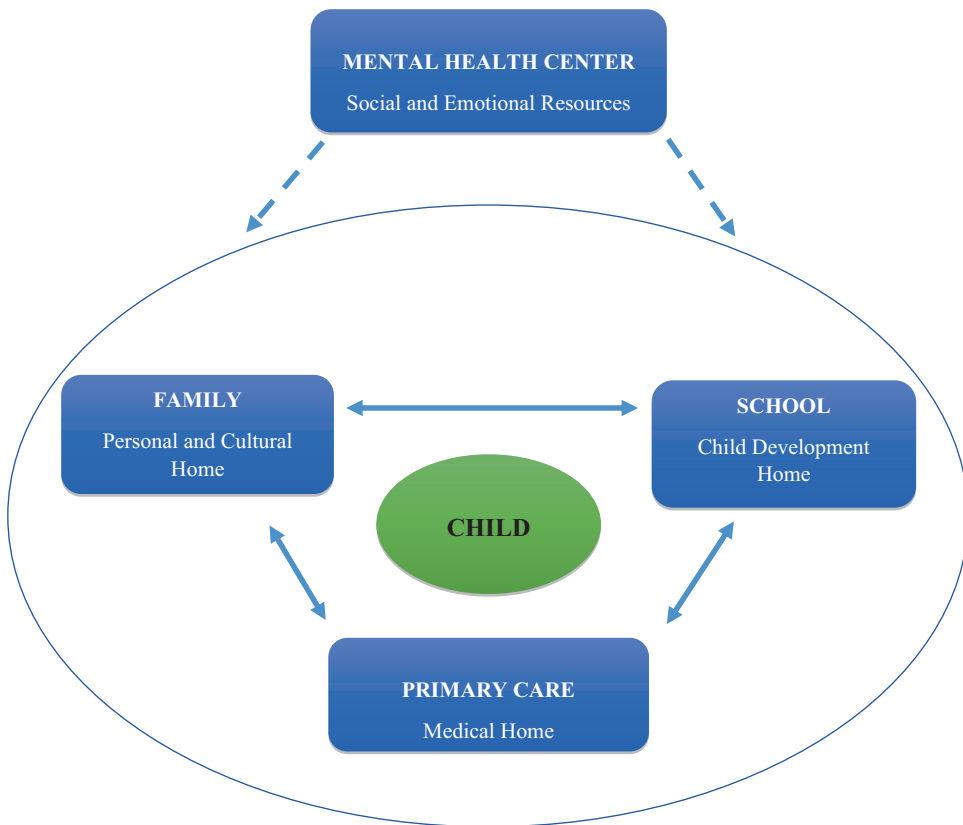 MENTAL HEALTH CENTER
Social and Emotional Resources
FAMILY
Personal and Cultural
Home
SCHOOL
Child Development
Home
CHILD
PRIMARY CARE
Medical Home